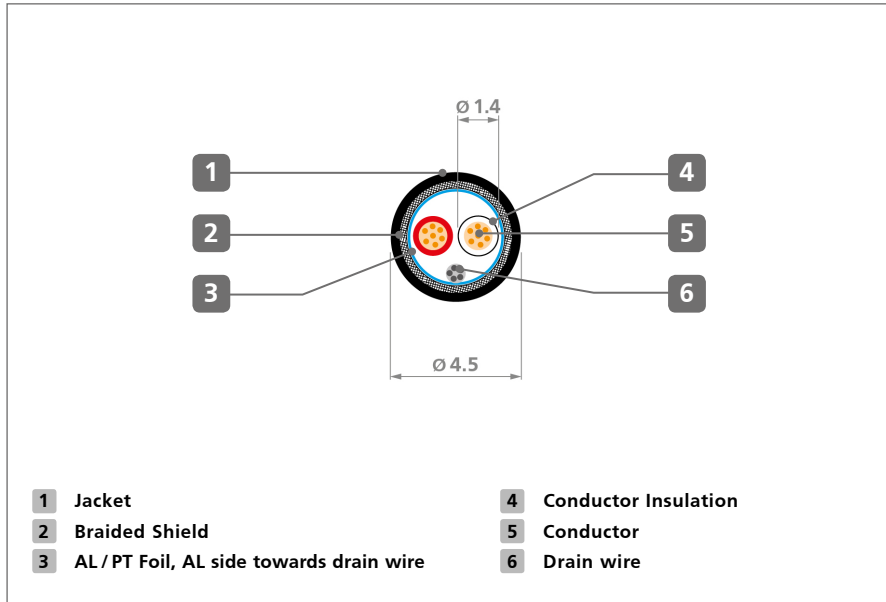 Ø 1.4
1
4
2
5
3
6
Ø 4.5
1 Jacket
2 Braided Shield
3 AL / PT Foil, AL side towards drain wire
4 Conductor Insulation
5 Conductor
6 Drain wire